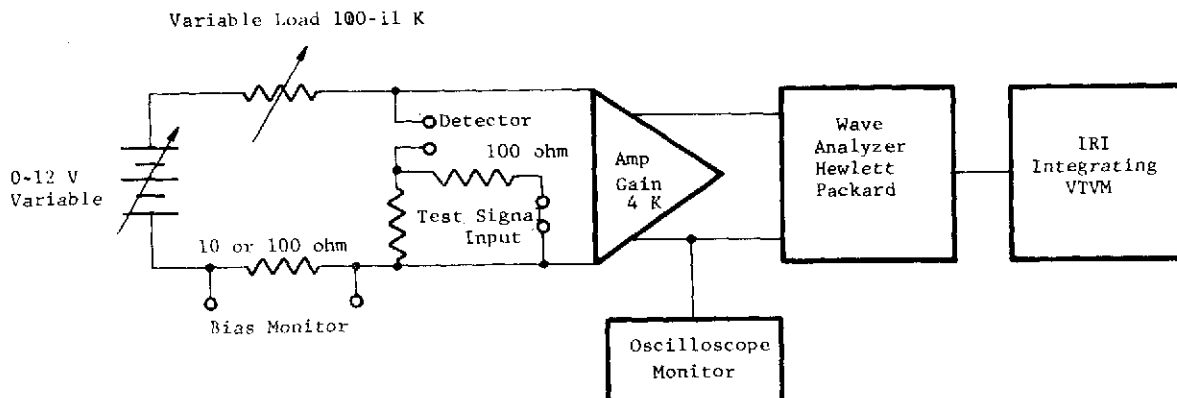 Variable Load 100-11 K
Detector
100 ohm
0-12 V
Variable
Test Signa
Input
10 or 100 ohm
Bias Monitor
Amp
Gain
4 K
Wave
Analyzer
Hewlett
Packard
IRI
Integrating
VTVM
Oscilloscope
Monitor